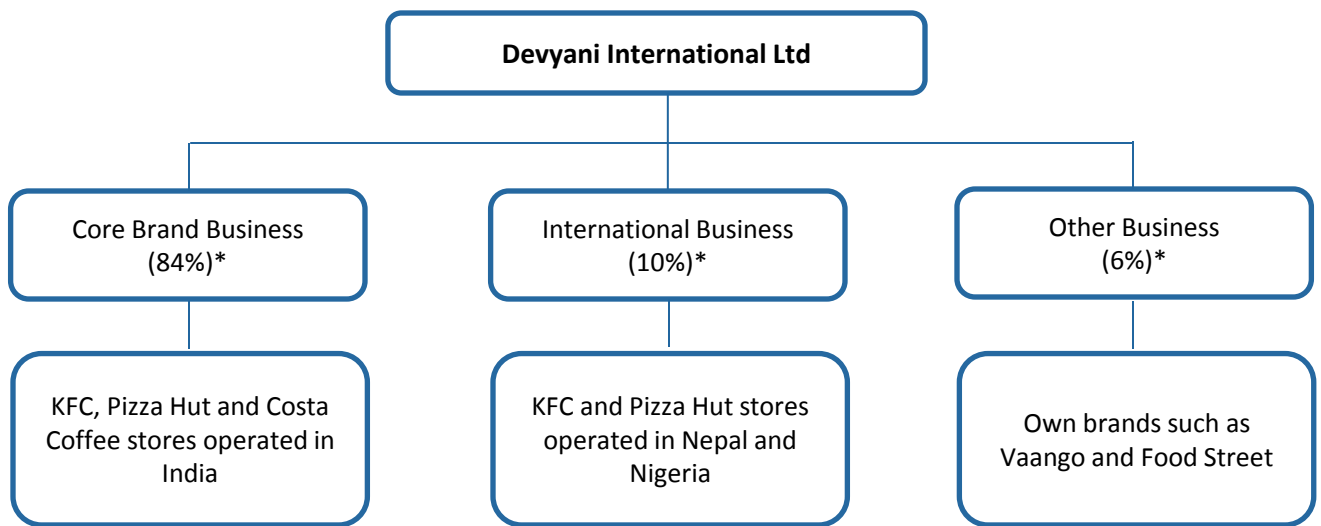 Devyani International Ltd
Core Brand Business
(84%)*
International Business
(10%)*
Other Business
(6%)*
KFC, Pizza Hut and Costa
Coffee stores operated in
India
KFC and Pizza Hut stores
operated in Nepal and
Nigeria
Own brands such as
Vaango and Food Street